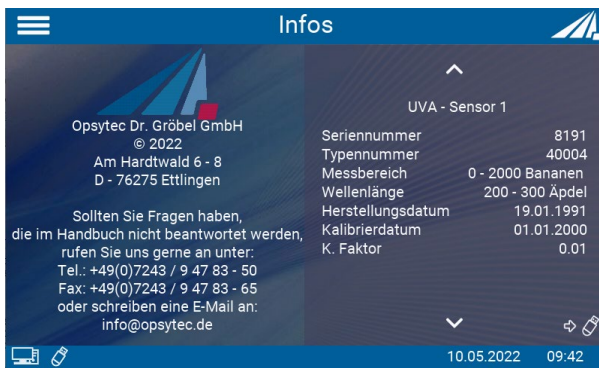 Infos
Opsytec Dr. Gröbel GmbH
© 2022
Am Hardtwald 6 - 8
D - 76275 Ettlingen
Sollten Sie Fragen haben,
die im Handbuch nicht beantwortet werden,
rufen Sie uns gerne an unter:
Tel.: +49(0)7243 / 9 47 83 - 50
Fax: +49(0)7243 / 9 47 83 - 65
oder schreiben eine E-Mail an:
info@opsytec.de
UVA - Sensor 1
Seriennummer 8191
Typennummer 40004
Messbereich 0 - 2000 Bananen
Wellenlänge 200 - 300 Äpdel
Herstellungsdatum 19.01.1991
Kalibrierdatum 01.01.2000
K. Faktor 0.01
10.05.2022 09:42